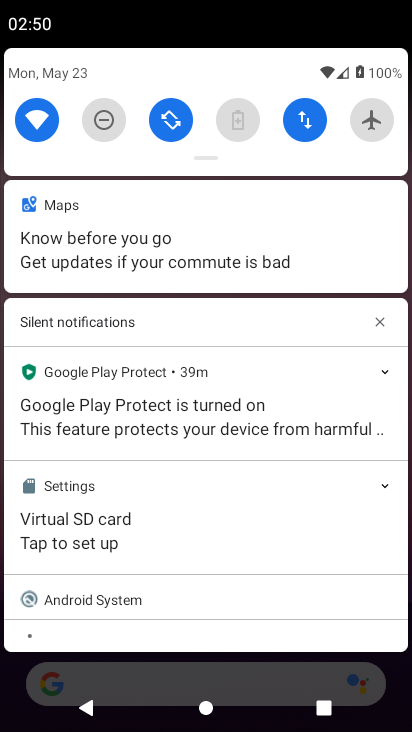 02:50
Mon, May 23
100%
Maps
Know before you go
Get updates if your commute is bad
Silent notifications
Google Play Protect • 39m
Google Play Protect is turned on
This feature protects your device from harmful ..
Settings
Virtual SD card
Tap to set up
Android System